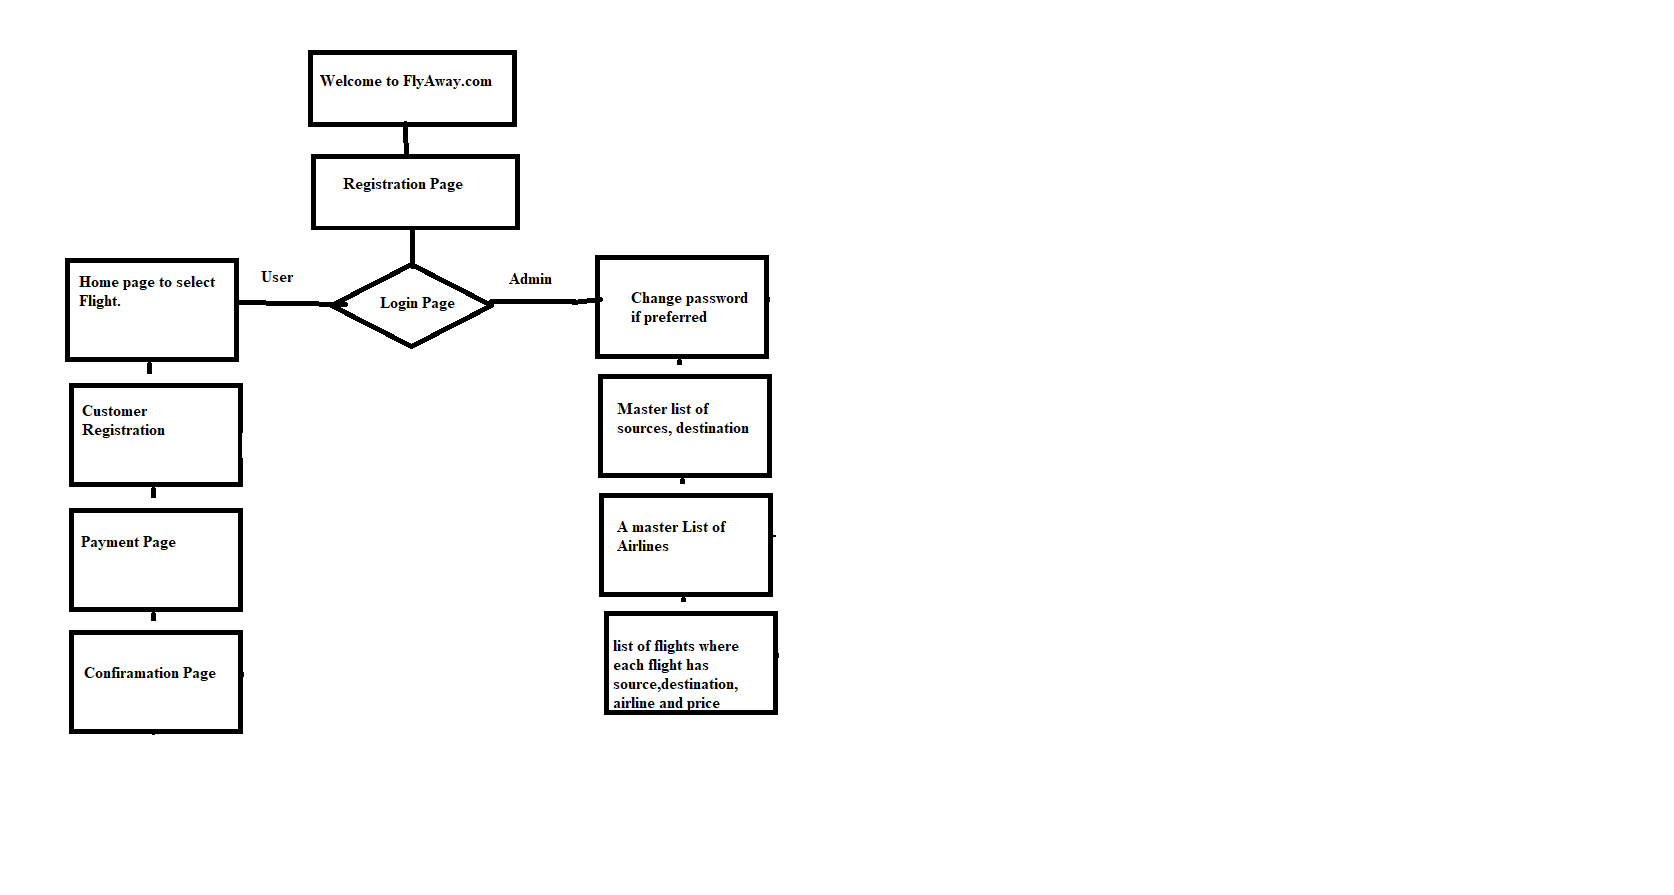 Welcome to FlyAway.com
Registration Page
User
Login Page
Admin
Home page to select
Flight.
Customer
Registration
Payment Page
Confiramation Page
Change password
if preferred
Master list of
sources, destination
A master List of
Airlines
list of flights where
each flight has
source,destination,
airline and price